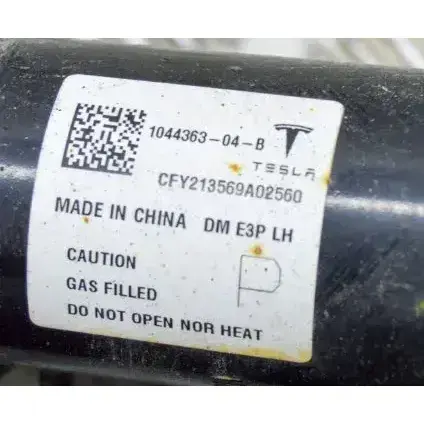 1044363-04-B
TESLA
CFY213569A02560
MADE IN CHINA DM E3P LH
CAUTION
GAS FILLED
DO NOT OPEN NOR HEAT
P